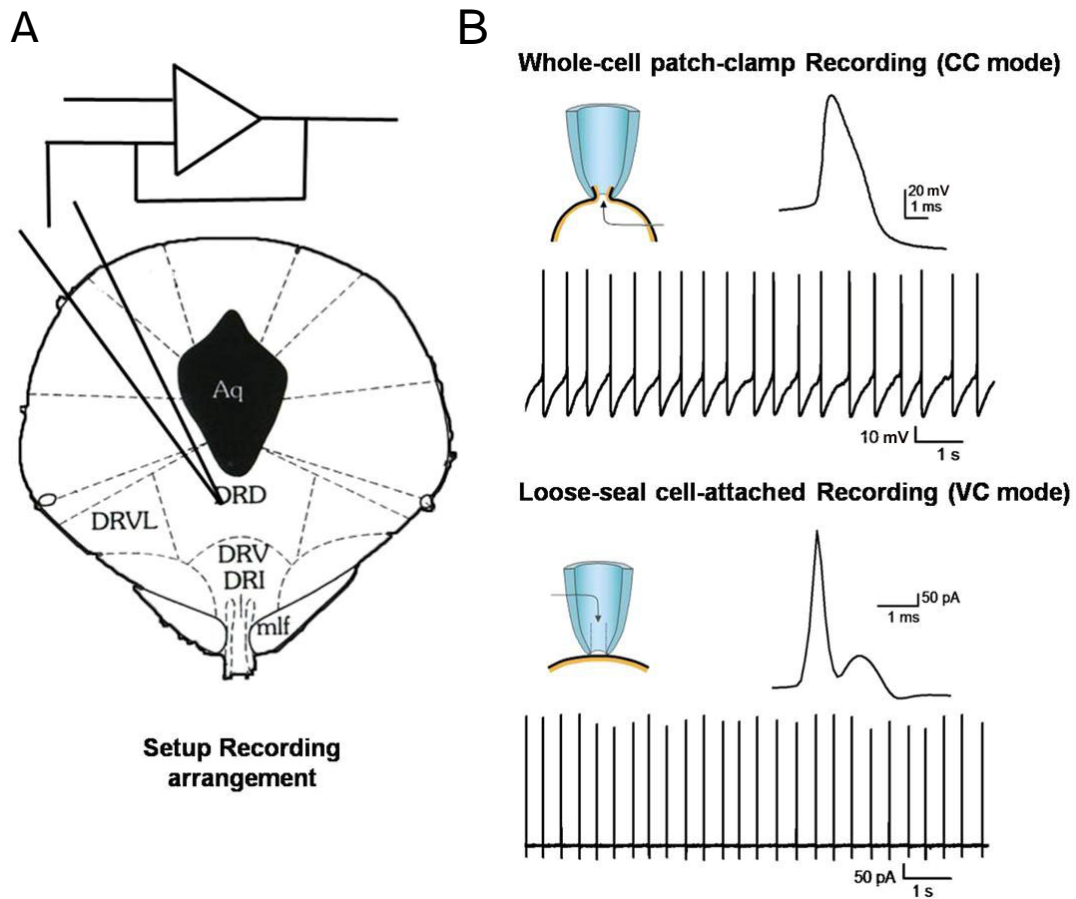 A
Aq
DRD
DRVL
DRV
DRI
mlf
Setup Recording
arrangement
B
Whole-cell patch-clamp Recording (CC mode)
20 mV
1 ms
10 mV
1 s
Loose-seal cell-attached Recording (VC mode)
50 pA
1 ms
50 pA
1 s